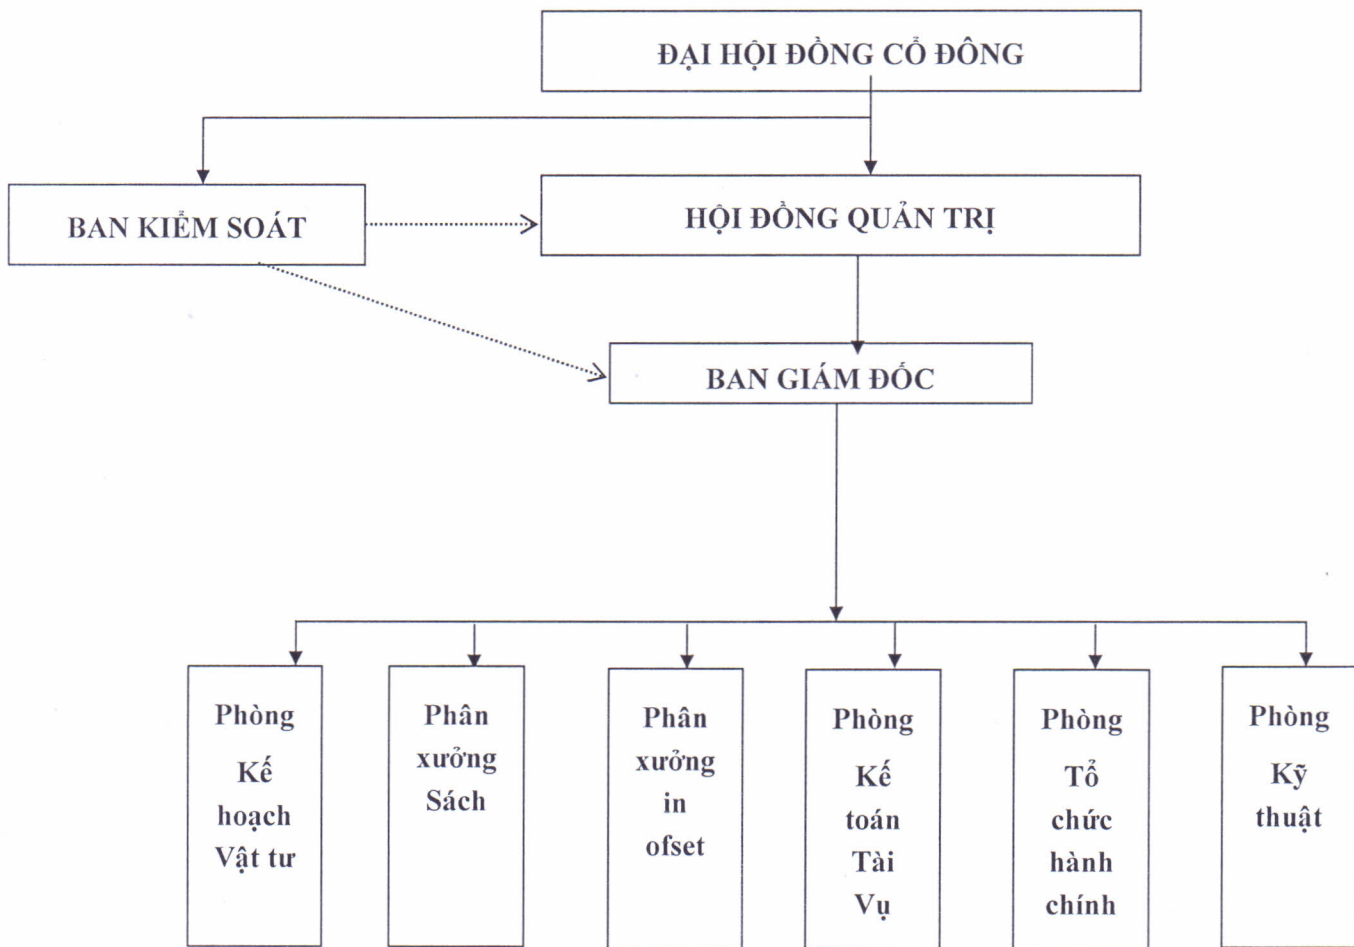 ĐẠI HỘI ĐỒNG CỔ ĐÔNG
BAN KIỂM SOÁT
HỘI ĐỒNG QUẢN TRỊ
BAN GIÁM ĐỐC
Phòng
Kế
hoạch
Vật tư
Phân
xưởng
Sách
Phân
xưởng
in
ofset
Phòng
Kế
toán
Tài
Vụ
Phòng
Tổ
chức
hành
chính
Phòng
Kỹ
thuật